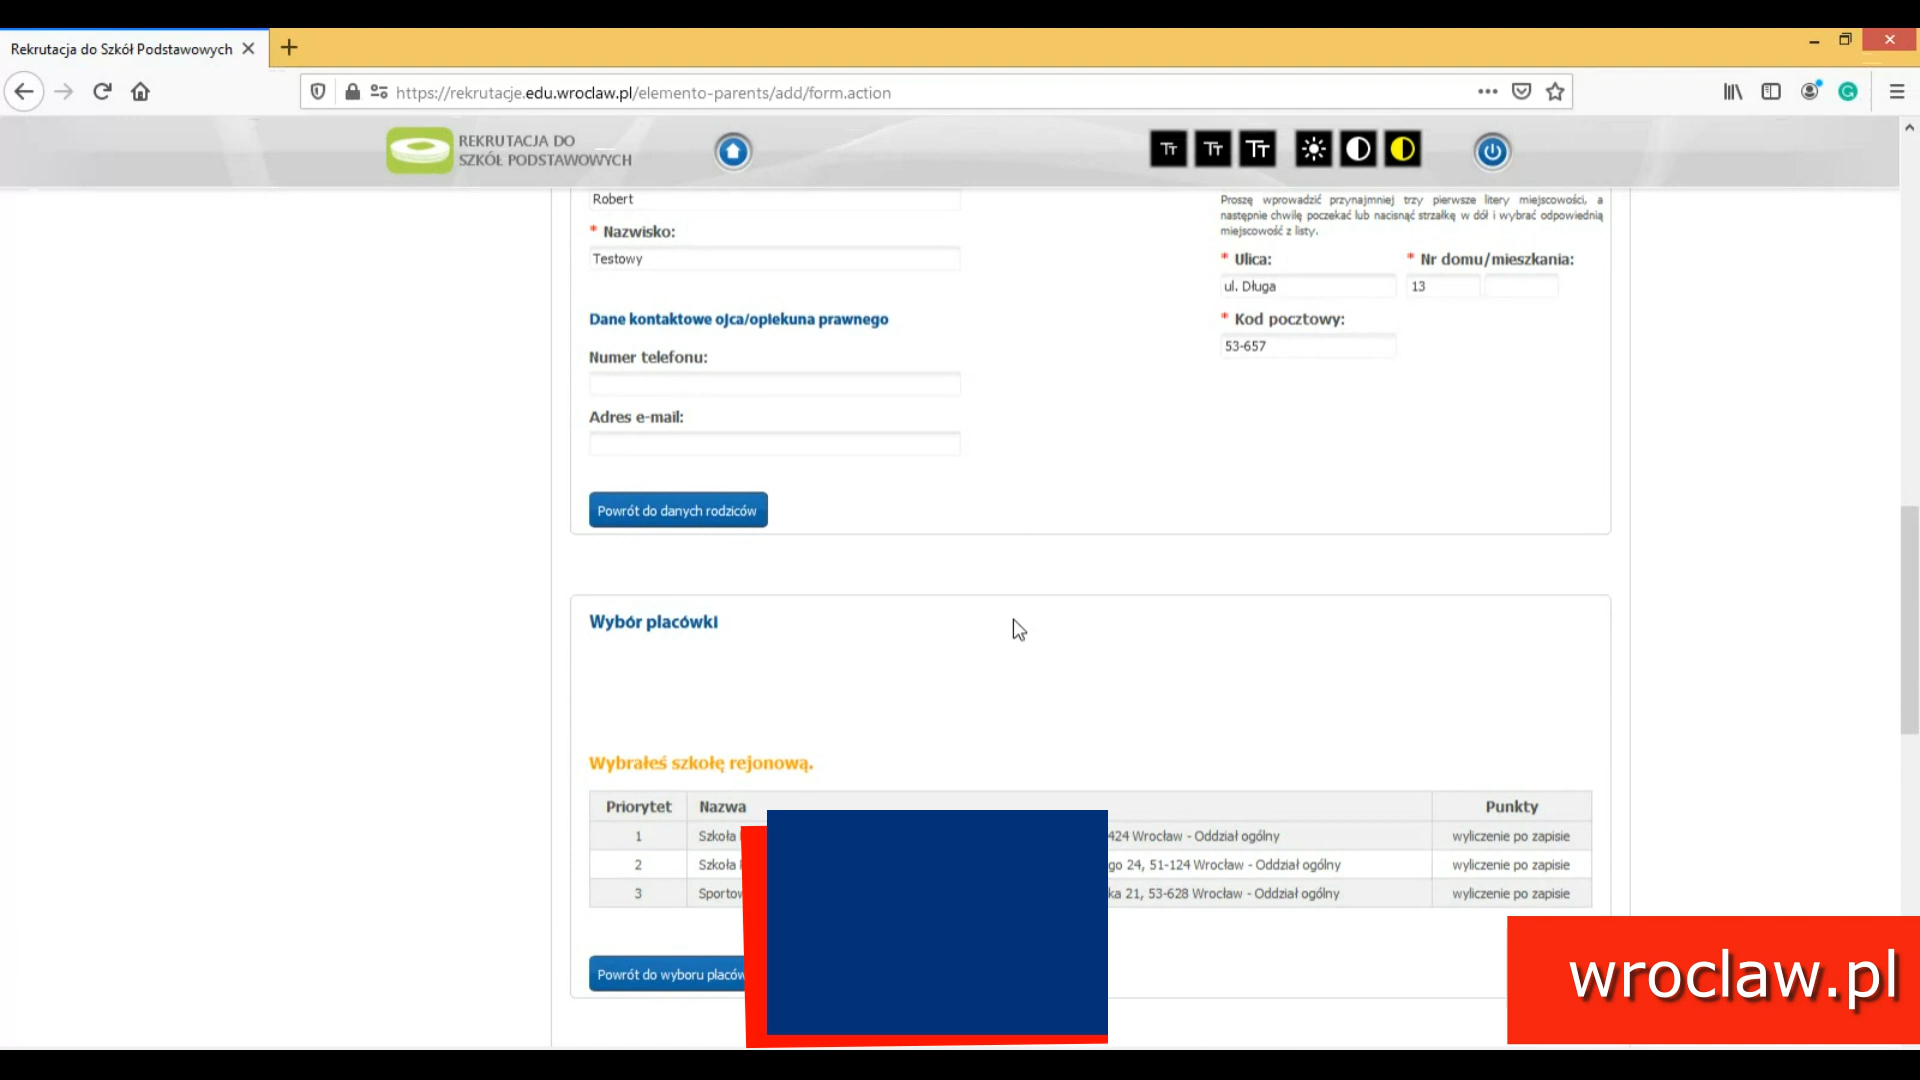 Rekrutacja do Szkół Podstawowych
https://rekrutacje.edu.wroclaw.pl/elemento-parents/add/form.action
REKRUTACJA DO
SZKÓŁ PODSTAWOWYCH
Tt Tt Tt
Robert
* Nazwisko:
Testowy
Dane kontaktowe ojca/opiekuna prawnego
Numer telefonu:
Adres e-mail:
Powrót do danych rodziców
Proszę wprowadzić przynajmniej trzy pierwsze litery miejscowości, a
następnie chwilę poczekać lub nacisnąć strzałkę w dół i wybrać odpowiednią
miejscowość z listy.
* Ulica: * Nr domu/mieszkania:
ul. Długa 13
* Kod pocztowy:
53-657
Wybór placówki
Wybrałeś szkołę rejonową.
Priorytet Nazwa Punkty
1 Szkoła 424 Wrocław - Oddział ogólny wyliczenie po zapisie
2 Szkoła go 24, 51-124 Wrocław - Oddział ogólny wyliczenie po zapisie
3 ka 21, 53-628 Wrocław - Oddział ogólny wyliczenie po zapisie
Powrót do wyboru
wroclaw.pl